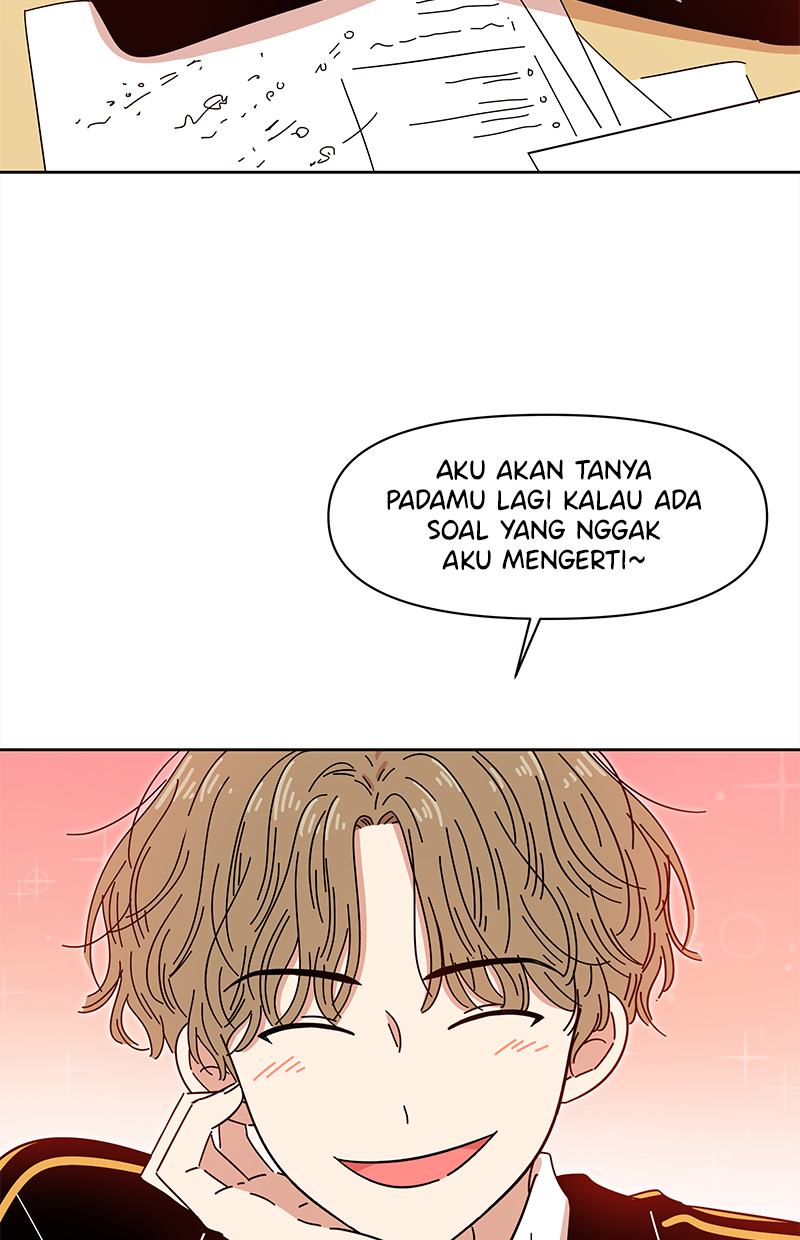 AKU AKAN TANYA
PADAMU LAGI KALAU ADA
SOAL YANG NGGAK
AKU MENGERTI~